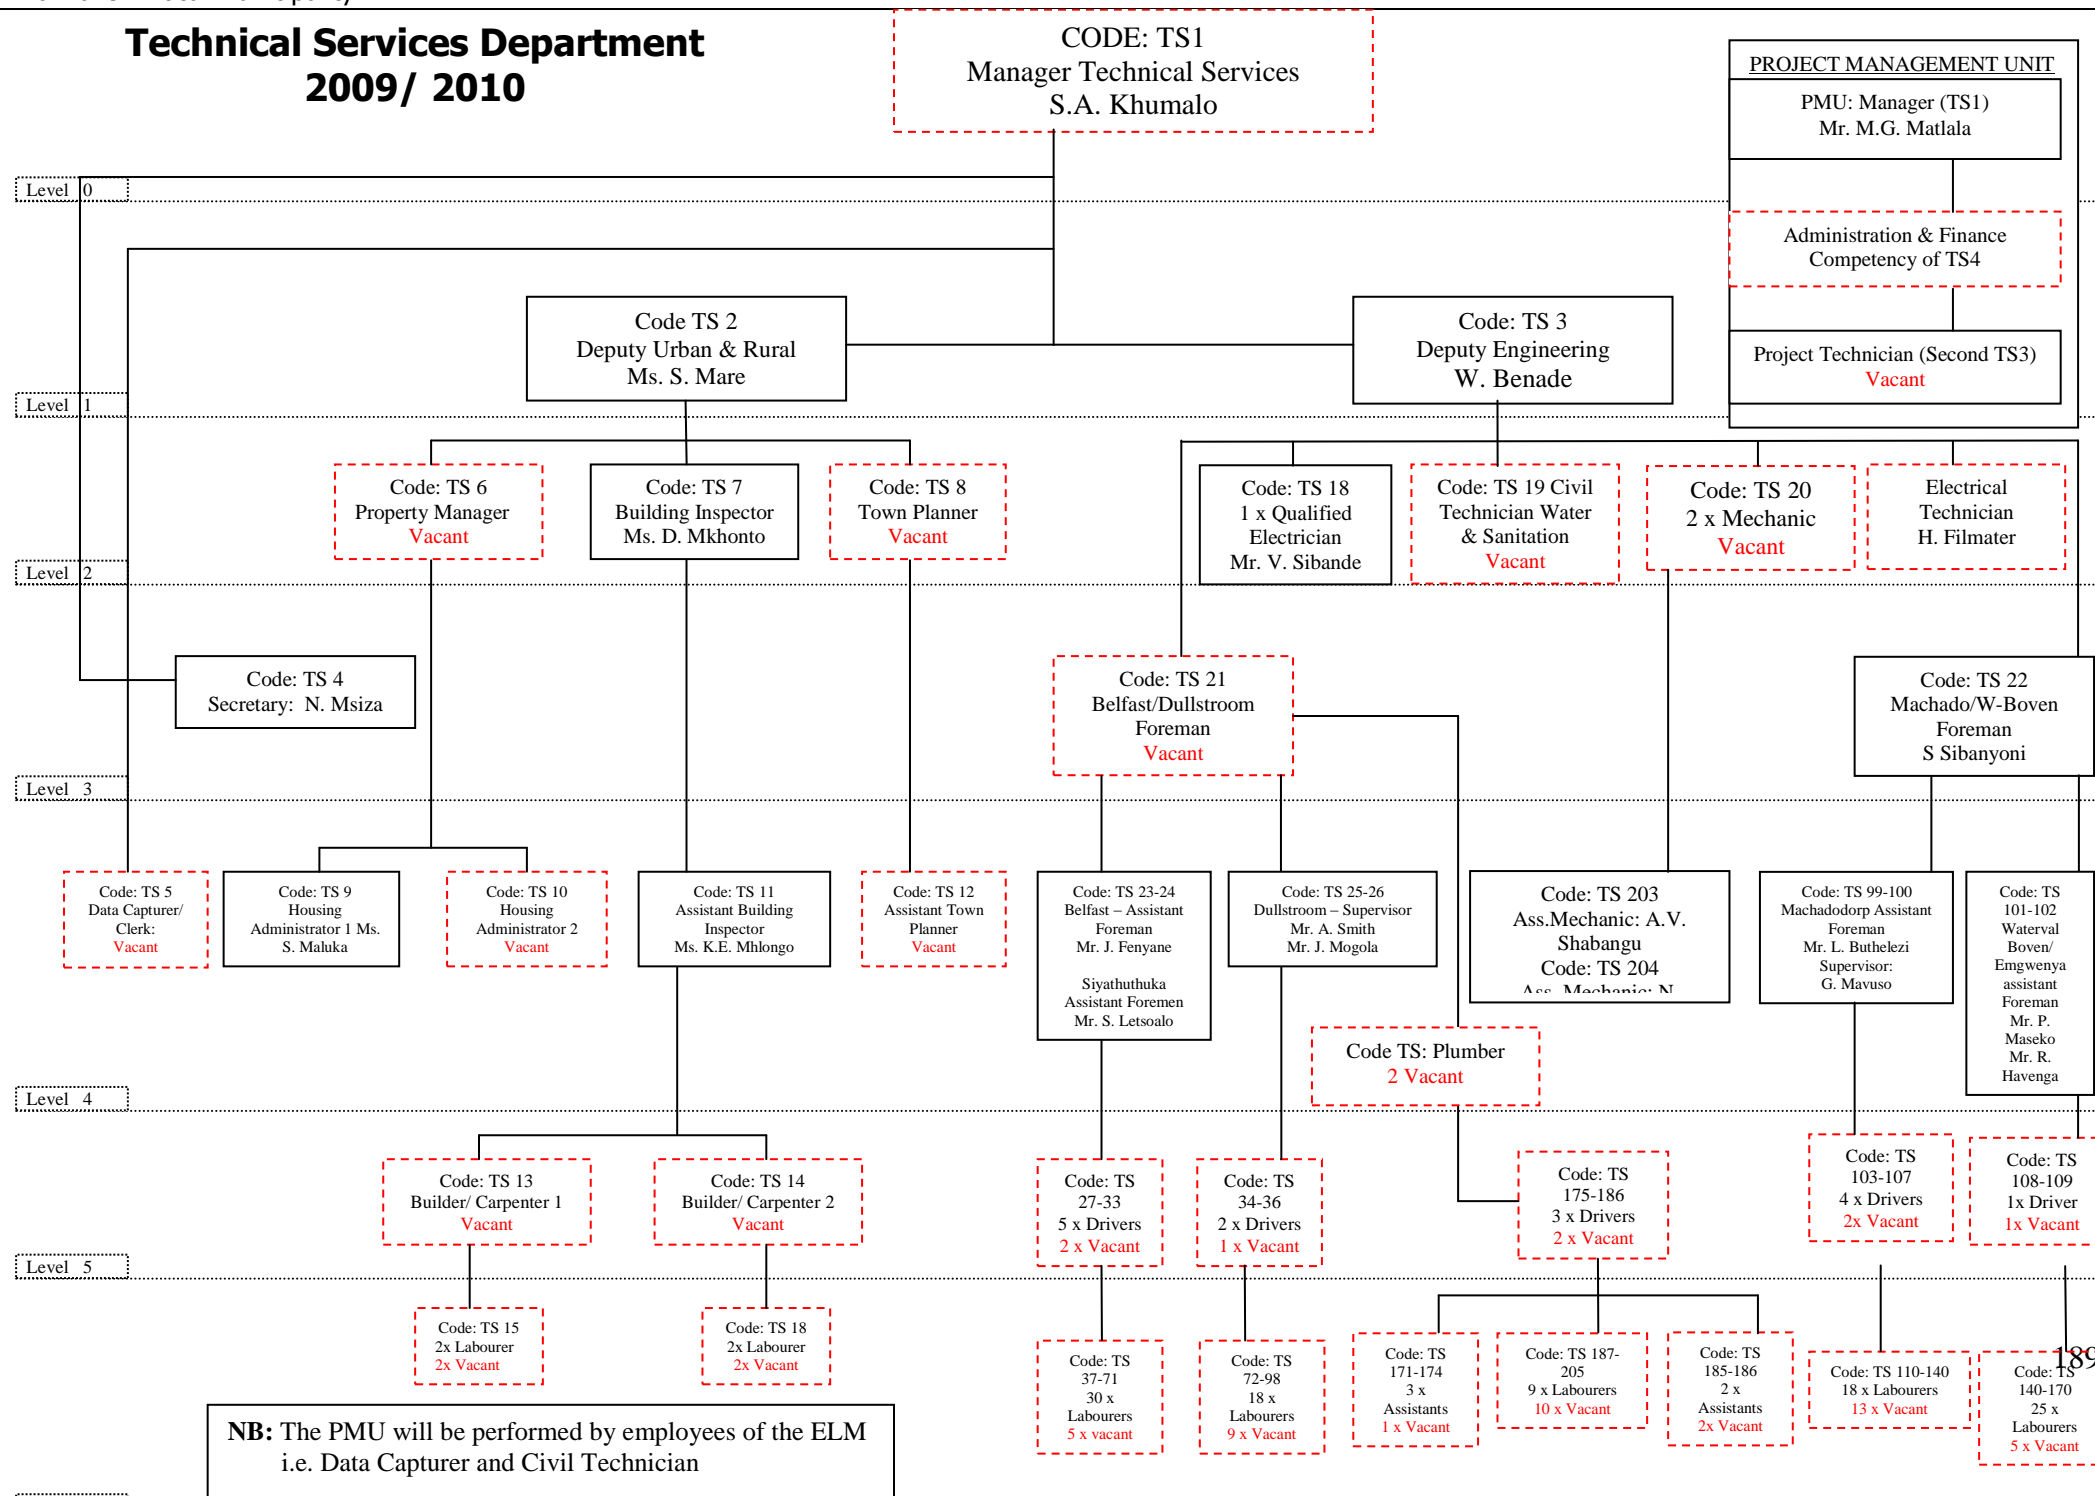 Technical Services Department
2009/ 2010
CODE: TS1
Manager Technical Services
S.A. Khumalo
PROJECT MANAGEMENT UNIT
PMU: Manager (TS1)
Mr. M.G. Matlala
Level 0
Administration & Finance
Competency of TS4
Code TS 2
Deputy Urban & Rural
Ms. S. Mare
Code: TS 3
Deputy Engineering
W. Benade
Project Technician (Second TS3)
Vacant
Level 1
Code: TS 6
Property Manager
Vacant
Code: TS 7
Building Inspector
Ms. D. Mkhonto
Code: TS 8
Town Planner
Vacant
Code: TS 18
1 x Qualified
Electrician
Mr. V. Sibande
Code: TS 19 Civil
Technician Water
& Sanitation
Vacant
Code: TS 20
2 x Mechanic
Vacant
Electrical
Technician
H. Filmater
Level 2
Code: TS 4
Secretary: N. Msiza
Code: TS 21
Belfast/Dullstroom
Foreman
Vacant
Code: TS 22
Machado/W-Boven
Foreman
S Sibanyoni
Level 3
Code: TS 5
Data Capturer/
Clerk:
Vacant
Code: TS 9
Housing
Administrator 1 Ms.
S. Maluka
Code: TS 10
Housing
Administrator 2
Vacant
Code: TS 11
Assistant Building
Inspector
Ms. K.E. Mhlongo
Code: TS 12
Assistant Town
Planner
Vacant
Code: TS 23-24
Belfast – Assistant
Foreman
Mr. J. Fenyane
Siyathuthuka
Assistant Foremen
Mr. S. Letsoalo
Code: TS 25-26
Dullstroom – Supervisor
Mr. A. Smith
Mr. J. Mogola
Code: TS 203
Ass.Mechanic: A.V.
Shabangu
Code: TS 204
Ass. Mechanic: N
Code: TS 99-100
Machadodorp Assistant
Foreman
Mr. L. Buthelezi
Supervisor:
G. Mavuso
Code: TS
101-102
Waterval
Boven/
Emgwenya
assistant
Foreman
Mr. P.
Maseko
Mr. R.
Havenga
Code TS: Plumber
2 Vacant
Level 4
Code: TS 13
Builder/ Carpenter 1
Vacant
Code: TS 14
Builder/ Carpenter 2
Vacant
Code: TS
27-33
5 x Drivers
2 x Vacant
Code: TS
34-36
2 x Drivers
1 x Vacant
Code: TS
175-186
3 x Drivers
2 x Vacant
Code: TS
103-107
4 x Drivers
2x Vacant
Code: TS
108-109
1x Driver
1x Vacant
Level 5
Code: TS 15
2x Labourer
2x Vacant
Code: TS 18
2x Labourer
2x Vacant
Code: TS
37-71
30 x
Labourers
5 x vacant
Code: TS
72-98
18 x
Labourers
9 x Vacant
Code: TS
171-174
3 x
Assistants
1 x Vacant
Code: TS 187-
205
9 x Labourers
10 x Vacant
Code: TS
185-186
2 x
Assistants
2x Vacant
Code: TS 110-140
18 x Labourers
13 x Vacant
Code: TS
140-170
25 x
Labourers
5 x Vacant
189
NB: The PMU will be performed by employees of the ELM
i.e. Data Capturer and Civil Technician